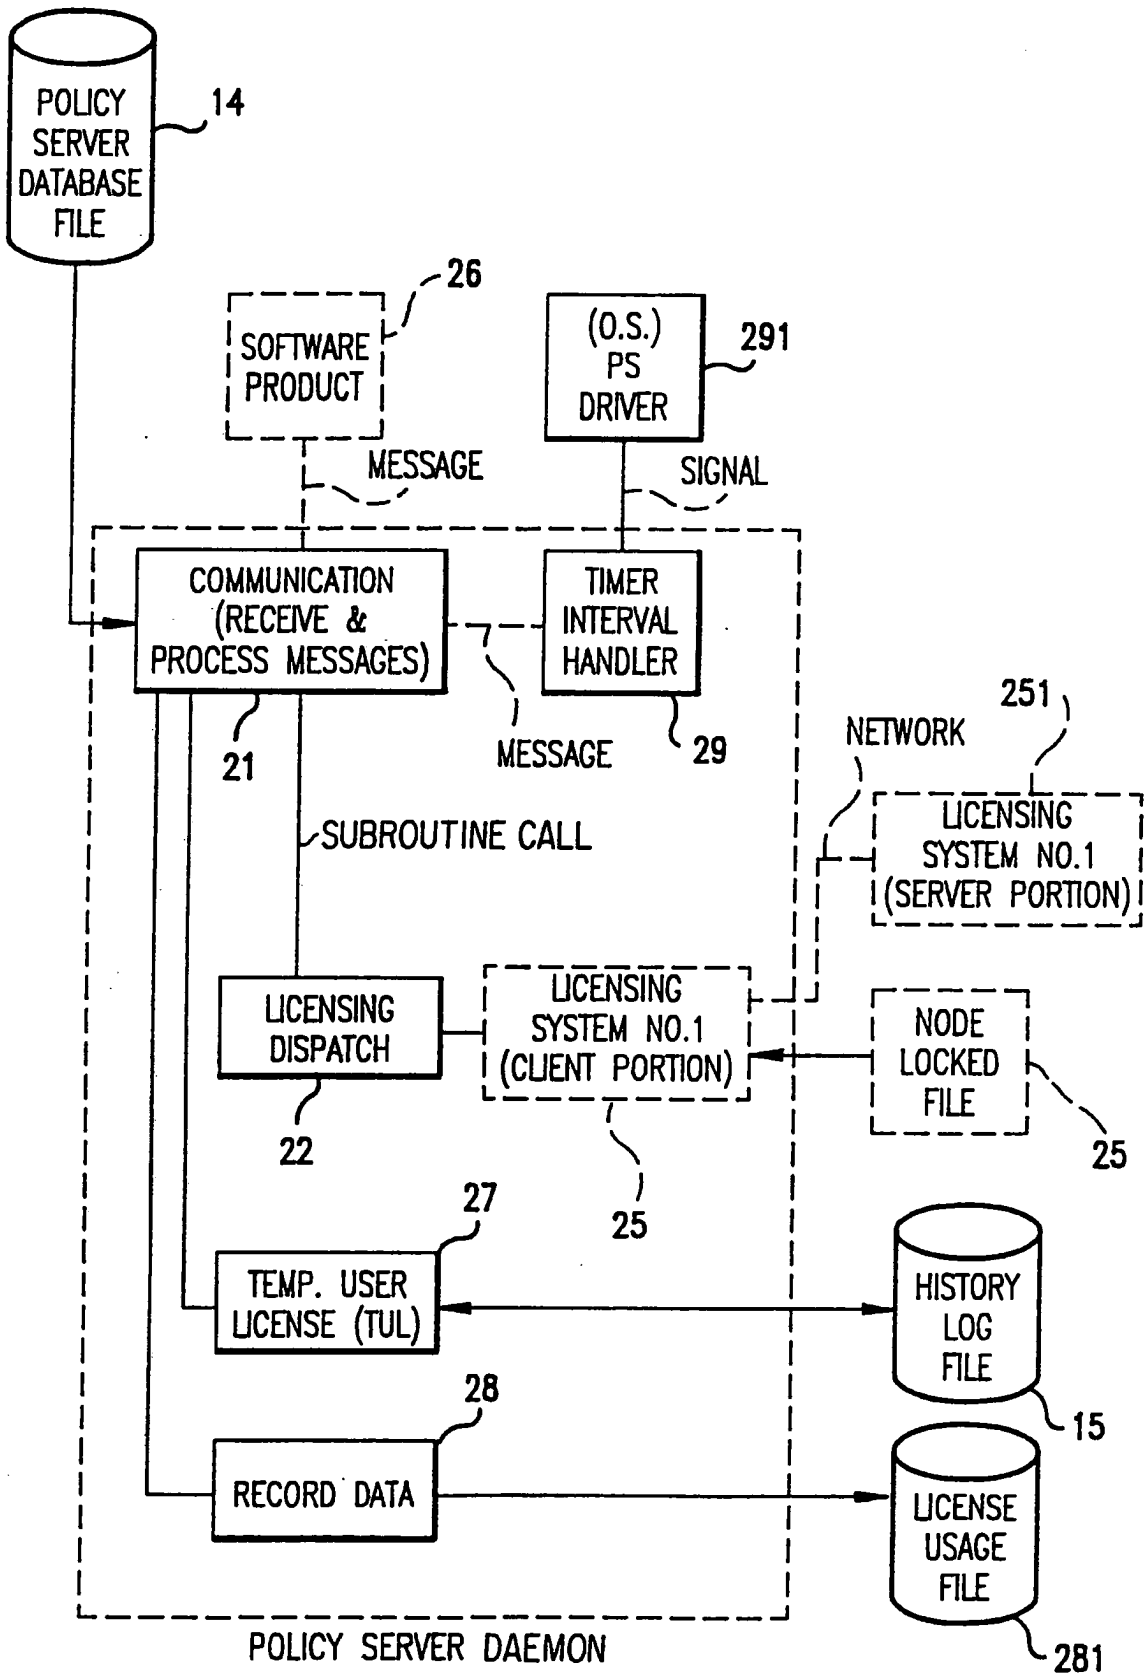 POLICY
SERVER
DATABASE
FILE
14
26
SOFTWARE
PRODUCT
(O.S.)
PS
DRIVER
291
MESSAGE
SIGNAL
COMMUNICATION
(RECEIVE &
PROCESS MESSAGES)
TIMER
INTERVAL
HANDLER
21
MESSAGE
29
251
NETWORK
SUBROUTINE CALL
LICENSING
SYSTEM NO.1
(SERVER PORTION)
LICENSING
DISPATCH
22
LICENSING
SYSTEM NO.1
(CLIENT PORTION)
25
NODE
LOCKED
FILE
25
27
TEMP. USER
LICENSE (TUL)
HISTORY
LOG
FILE
15
28
RECORD DATA
LICENSE
USAGE
FILE
281
POLICY SERVER DAEMON